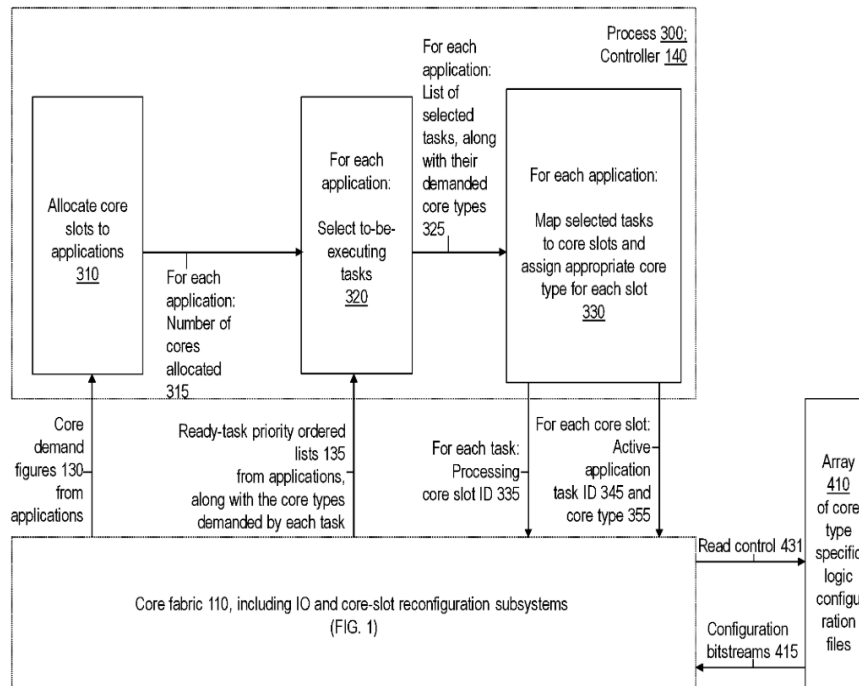 Process 300;
Controller 140
Allocate core
slots to
applications
310
For each
application:
Number of
cores
allocated
315
For each
application:
Select to-be-
executing
tasks
320
For each
application:
List of
selected
tasks, along
with their
demanded
core types
325
For each application:
Map selected tasks
to core slots and
assign appropriate core
type for each slot
330
Core
demand
figures 130
from
applications
Ready-task priority ordered
lists 135
from applications,
along with the core types
demanded by each task
For each task:
Processing
core slot ID 335
For each core slot:
Active
application
task ID 345 and
core type 355
Core fabric 110, including IO and core-slot reconfiguration subsystems
(FIG. 1)
Read control 431
Configuration
bitstreams 415
Array
410
of core
type
specific
logic
configu
ration
files